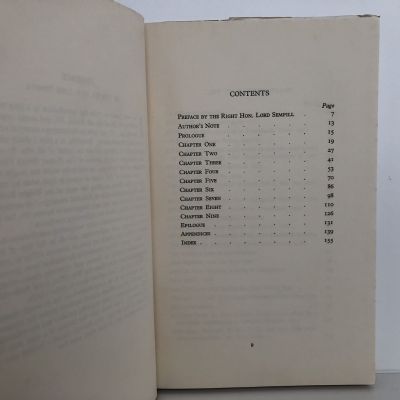 CONTENTS
Page
PREFACE BY THE RIGHT HON. LORD SEMPILL 7
AUTHOR'S NOTE . . . . . . 13
PROLOGUE . . . . . . 15
CHAPTER ONE . . . . . . 19
CHAPTER TWO . . . . . . 27
CHAPTER THREE . . . . . . 41
CHAPTER FOUR . . . . . . 53
CHAPTER FIVE . . . . . . 70
CHAPTER SIX . . . . . . 86
CHAPTER SEVEN . . . . . . 98
CHAPTER EIGHT . . . . . . 110
CHAPTER NINE . . . . . . 126
EPILOGUE . . . . . . 131
APPENDICES . . . . . . 139
INDEX . . . . . . 155